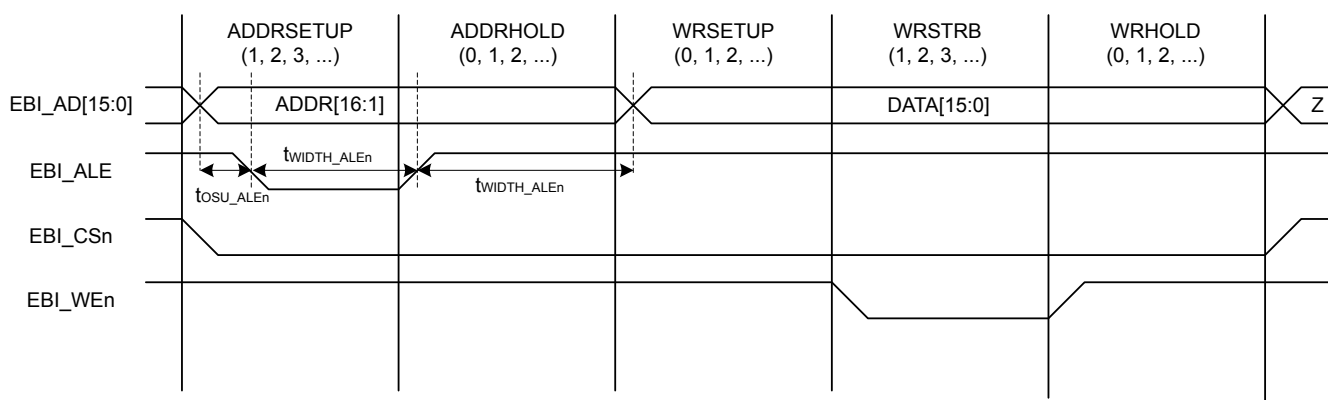 ADDRSETUP
(1, 2, 3, ...)
ADDRHOLD
(0, 1, 2, ...)
WRSETUP
(0, 1, 2, ...)
WRSTRB
(1, 2, 3, ...)
WRHOLD
(0, 1, 2, ...)
EBI_AD[15:0]
ADDR[16:1]
DATA[15:0]
Z
EBI_ALE
tWIDTH_ALEn
tWIDTH_ALEn
tOSU_ALEn
EBI_CSn
EBI_WEn